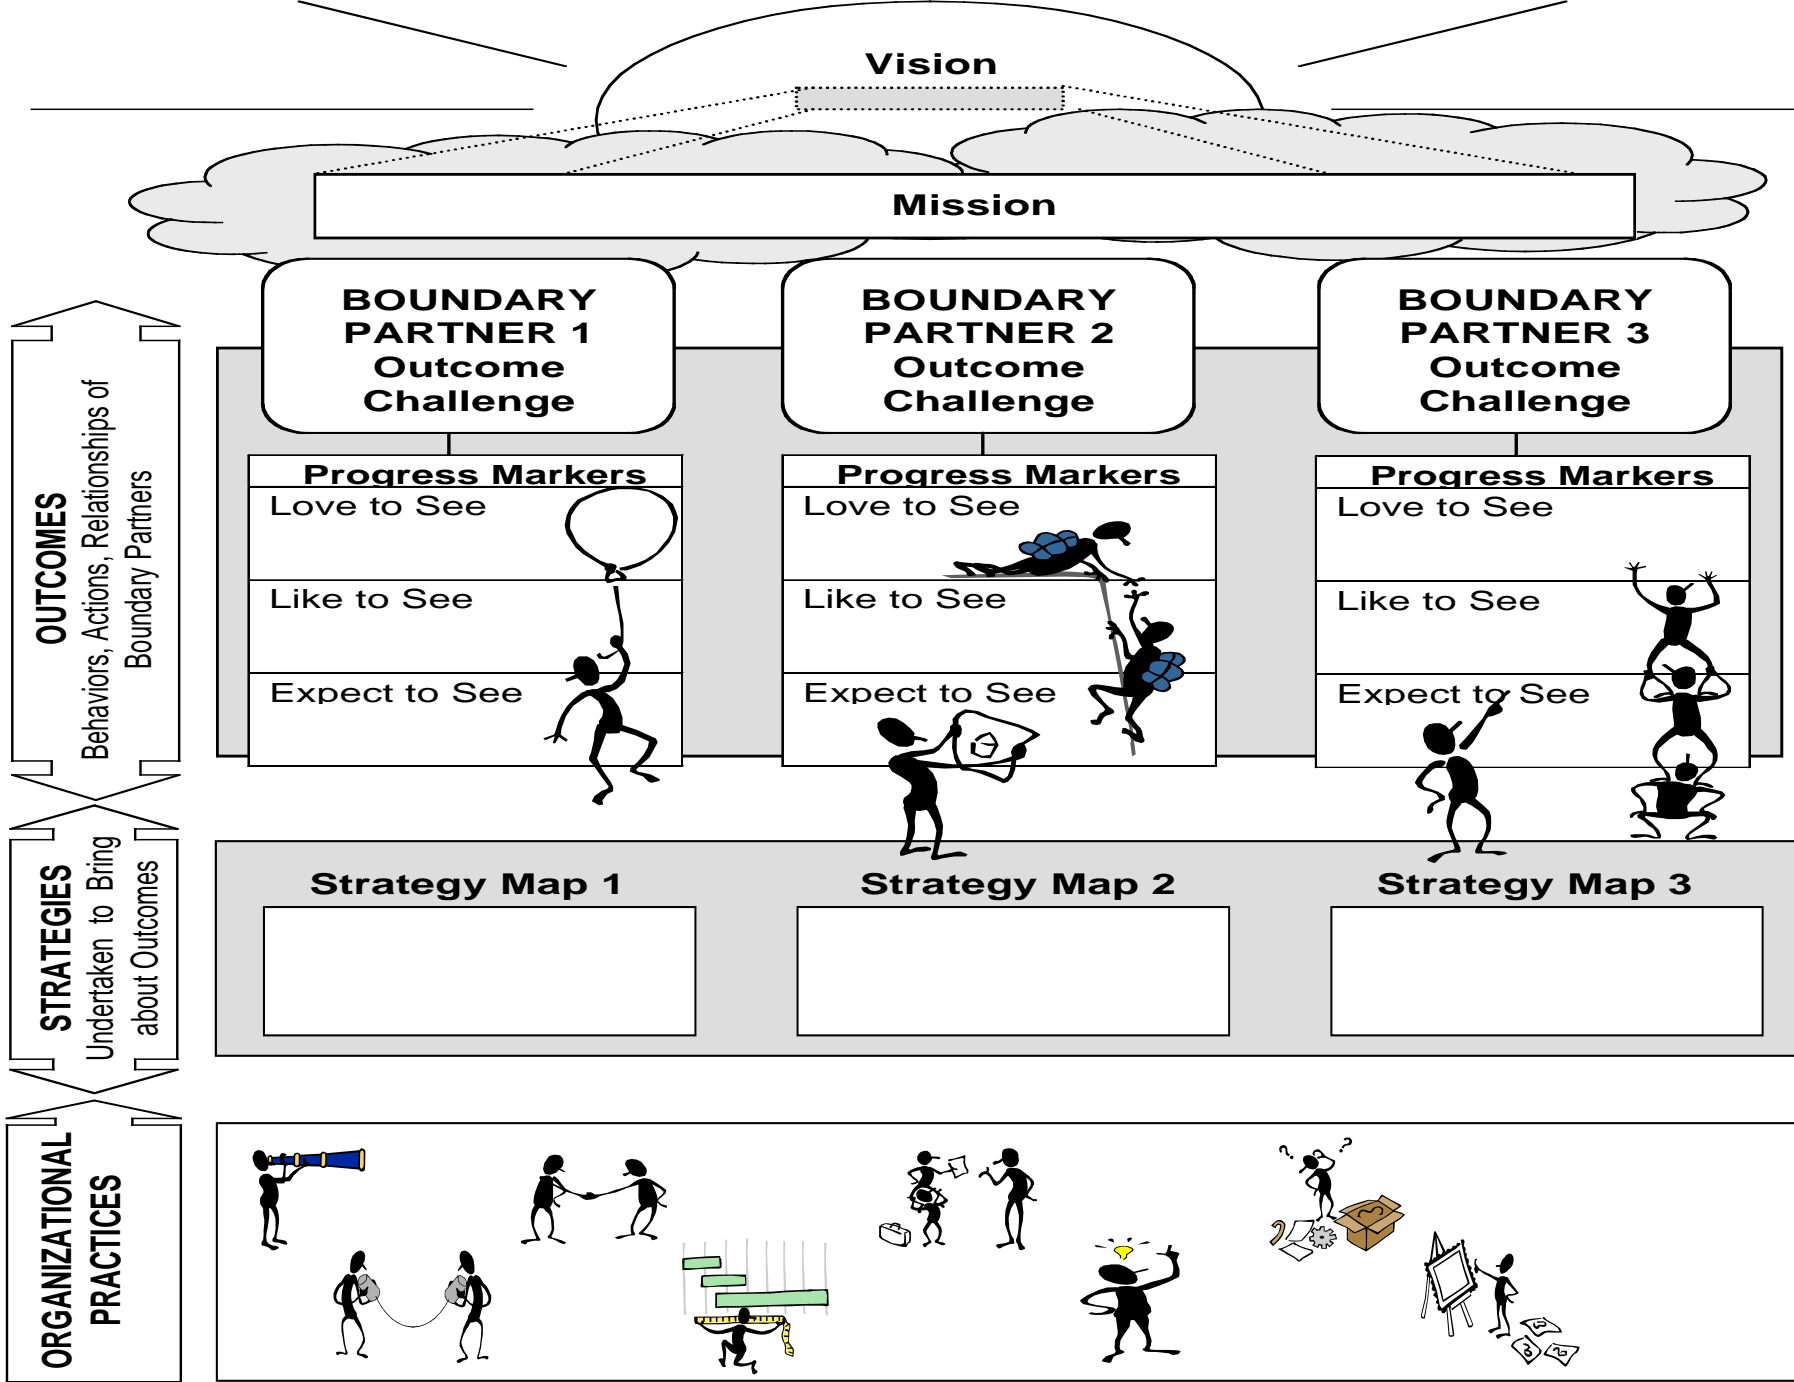 Vision
Mission
BOUNDARY
PARTNER 1
Outcome
Challenge
BOUNDARY
PARTNER 2
Outcome
Challenge
BOUNDARY
PARTNER 3
Outcome
Challenge
OUTCOMES
Behaviors, Actions, Relationships of
Boundary Partners
Progress Markers
Love to See
Like to See
Expect to See
Progress Markers
Love to See
Like to See
Expect to See
Progress Markers
Love to See
Like to See
Expect to See
STRATEGIES
Undertaken to Bring
about Outcomes
Strategy Map 1
Strategy Map 2
Strategy Map 3
ORGANIZATIONAL
PRACTICES
? ?